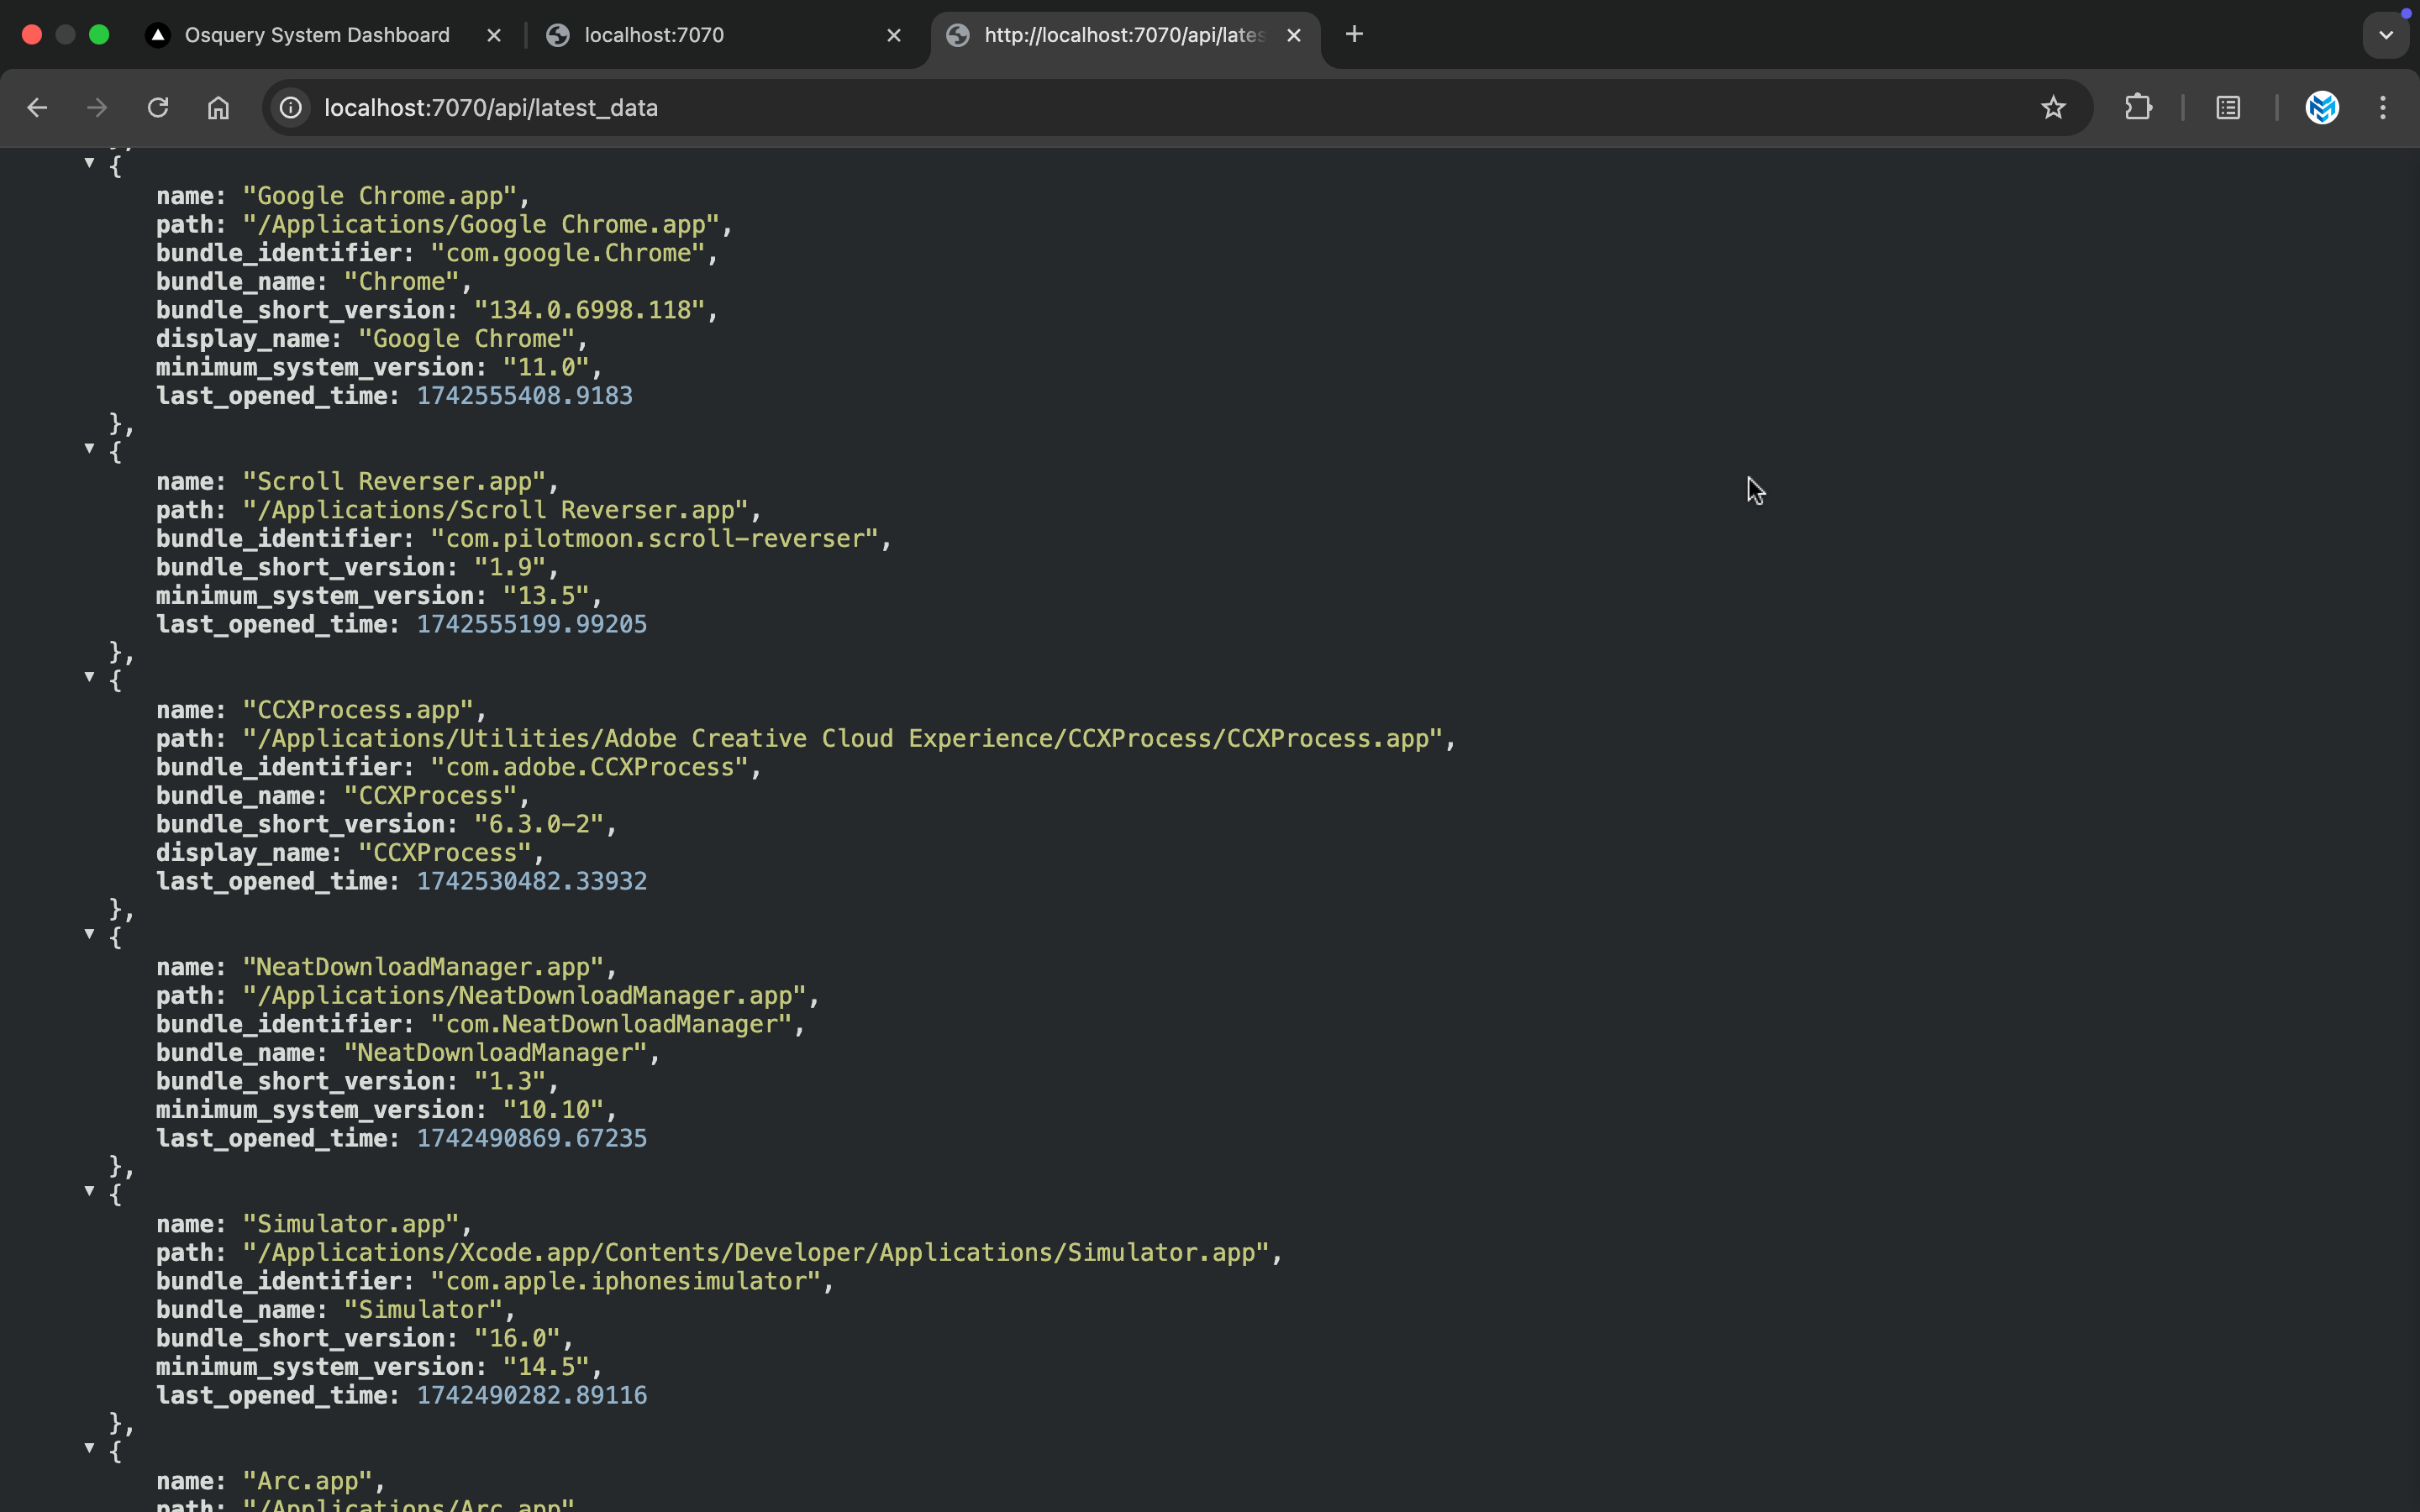 Osquery System Dashboard
localhost:7070
http://localhost:7070/api/lates
localhost:7070/api/latest_data
},
{
name: "Google Chrome.app",
path: "/Applications/Google Chrome.app",
bundle_identifier: "com.google.Chrome",
bundle_name: "Chrome",
bundle_short_version: "134.0.6998.118",
display_name: "Google Chrome",
minimum_system_version: "11.0",
last_opened_time: 1742555408.9183
},
{
name: "Scroll Reverser.app",
path: "/Applications/Scroll Reverser.app",
bundle_identifier: "com.pilotmoon.scroll-reverser",
bundle_short_version: "1.9",
minimum_system_version: "13.5",
last_opened_time: 1742555199.99205
},
{
name: "CCXProcess.app",
path: "/Applications/Utilities/Adobe Creative Cloud Experience/CCXProcess/CCXProcess.app",
bundle_identifier: "com.adobe.CCXProcess",
bundle_name: "CCXProcess",
bundle_short_version: "6.3.0-2",
display_name: "CCXProcess",
last_opened_time: 1742530482.33932
},
{
name: "NeatDownloadManager.app",
path: "/Applications/NeatDownloadManager.app",
bundle_identifier: "com.NeatDownloadManager",
bundle_name: "NeatDownloadManager",
bundle_short_version: "1.3",
minimum_system_version: "10.10",
last_opened_time: 1742490869.67235
},
{
name: "Simulator.app",
path: "/Applications/Xcode.app/Contents/Developer/Applications/Simulator.app",
bundle_identifier: "com.apple.iphonesimulator",
bundle_name: "Simulator",
bundle_short_version: "16.0",
minimum_system_version: "14.5",
last_opened_time: 1742490282.89116
},
{
name: "Arc.app",
path: "/Applications/Arc.app"